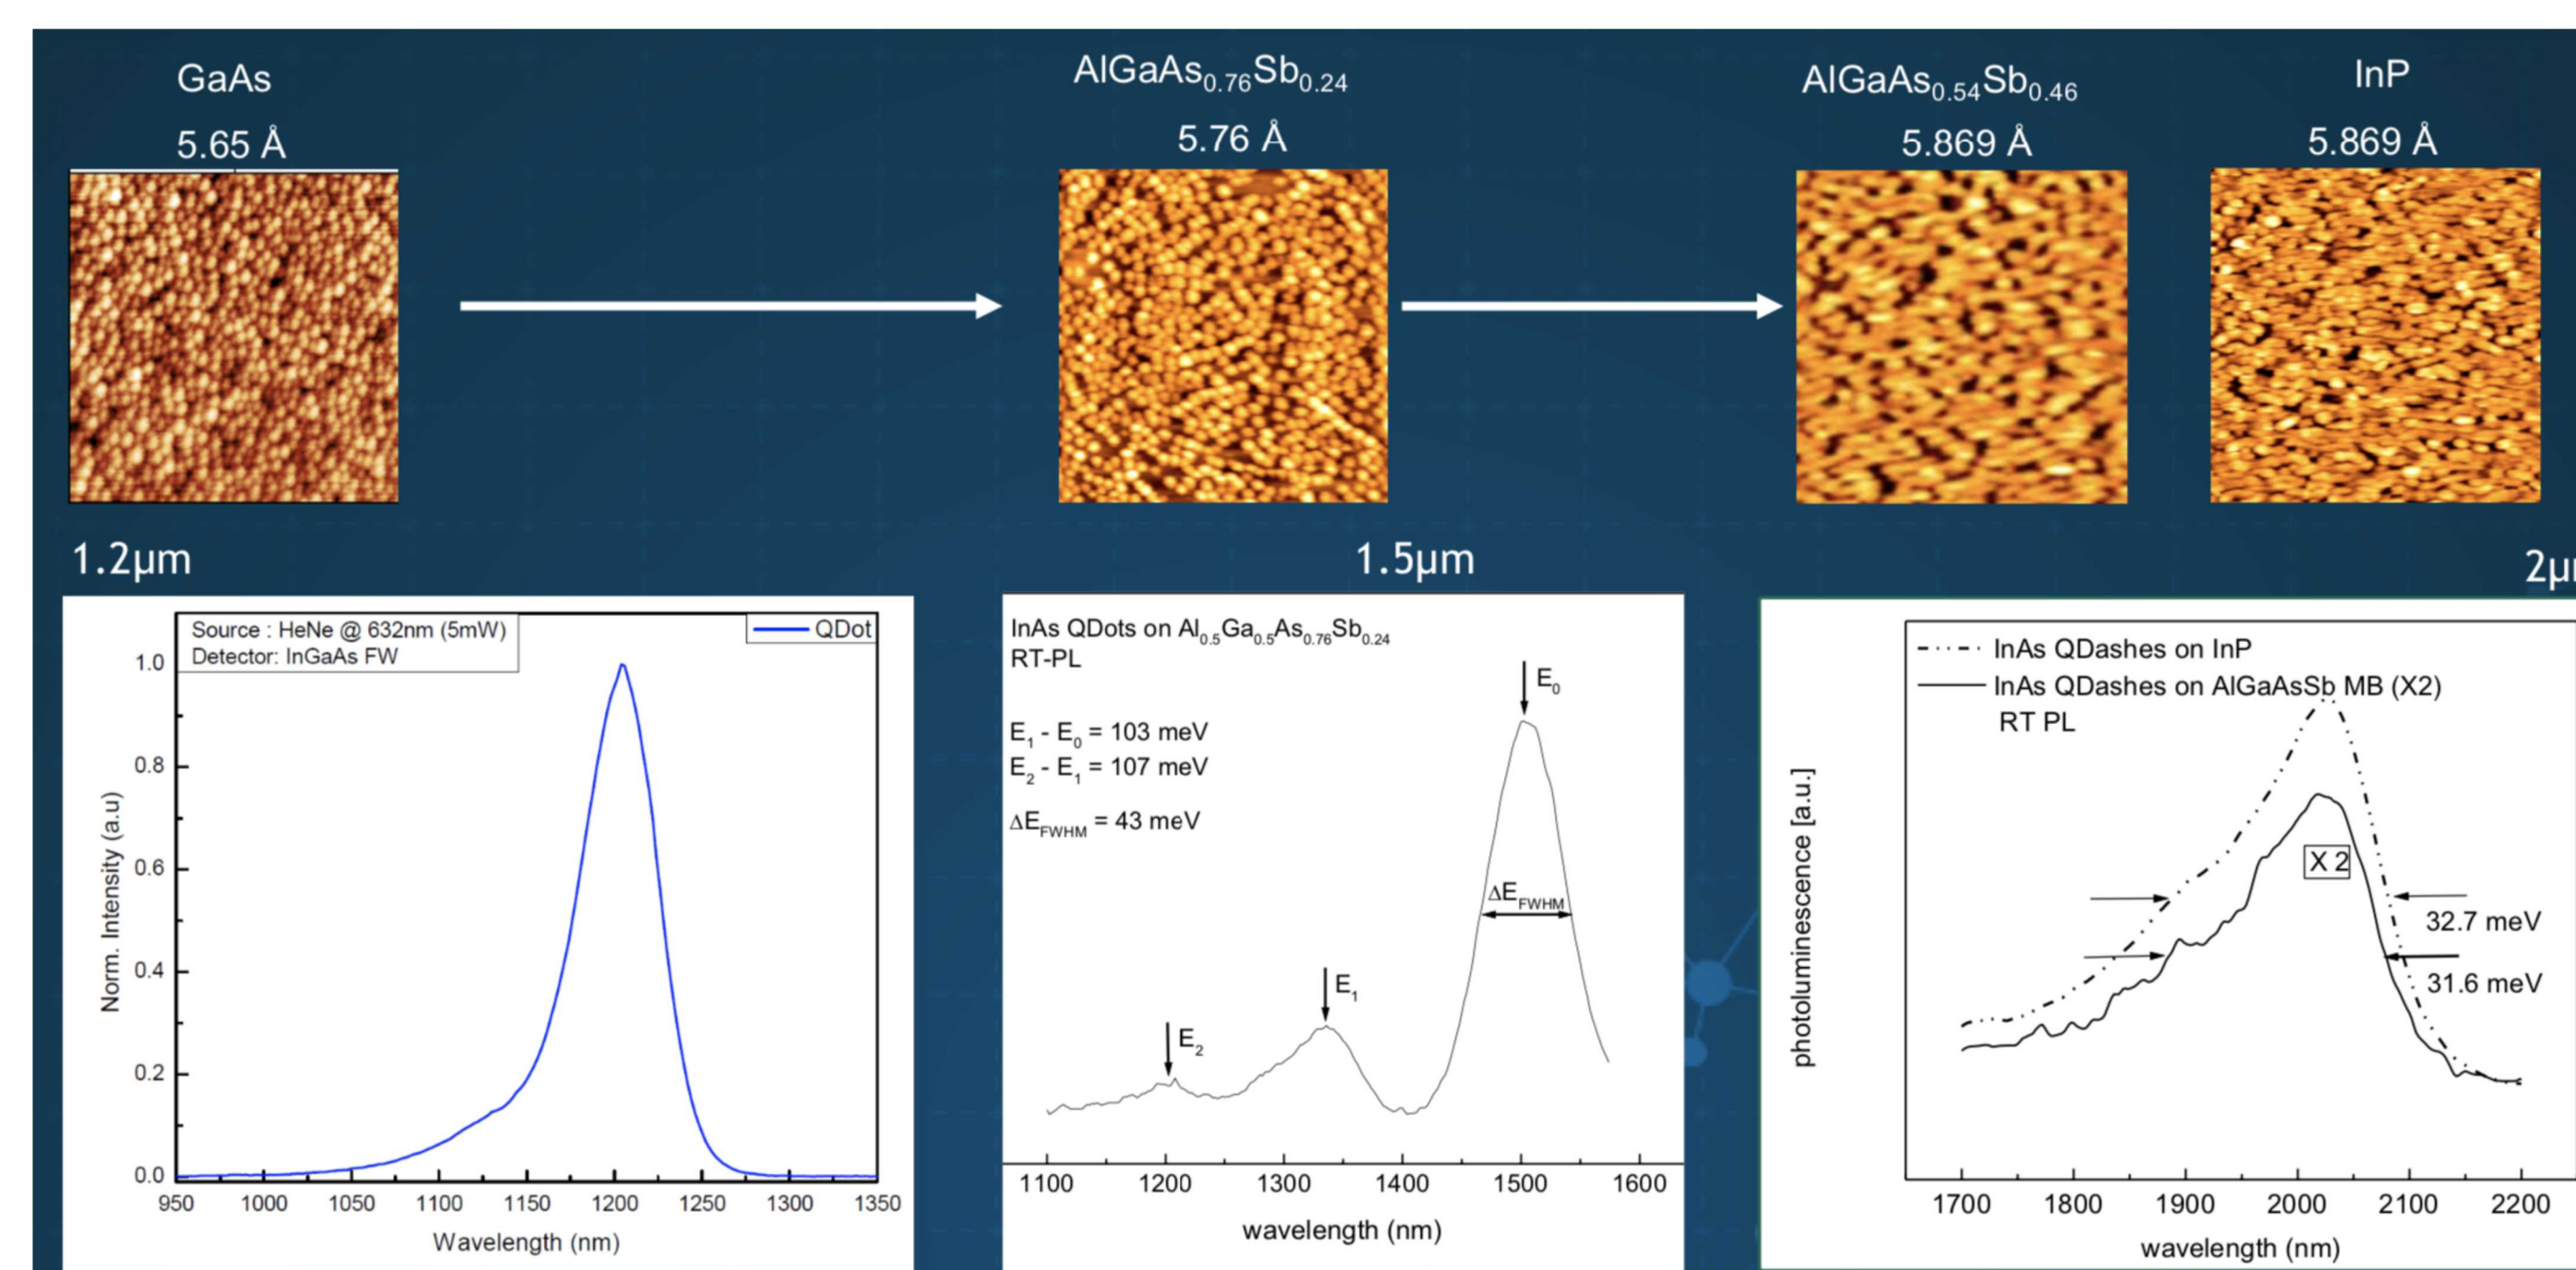 GaAs
5.65 Å
AlGaAs0.76Sb0.24
5.76 Å
AlGaAs0.54Sb0.46
5.869 Å
InP
5.869 Å
1.2µm
1.5µm
Source : HeNe @ 632nm (5mW)
Detector: InGaAs FW
QDot
1.0
0.8
0.6
0.4
0.2
0.0
Norm. Intensity (a.u)
950 1000 1050 1100 1150 1200 1250 1300 1350
Wavelength (nm)
InAs QDots on Al0.5Ga0.5As0.76Sb0.24
RT-PL
E1 - E0 = 103 meV
E2 - E1 = 107 meV
ΔEFWHM = 43 meV
E0
ΔEFWHM
E1
E2
1100 1200 1300 1400 1500 1600
wavelength (nm)
InAs QDashes on InP
InAs QDashes on AlGaAsSb MB (X2)
RT PL
X 2
32.7 meV
31.6 meV
photoluminescence [a.u.]
1700 1800 1900 2000 2100 2200
wavelength (nm)